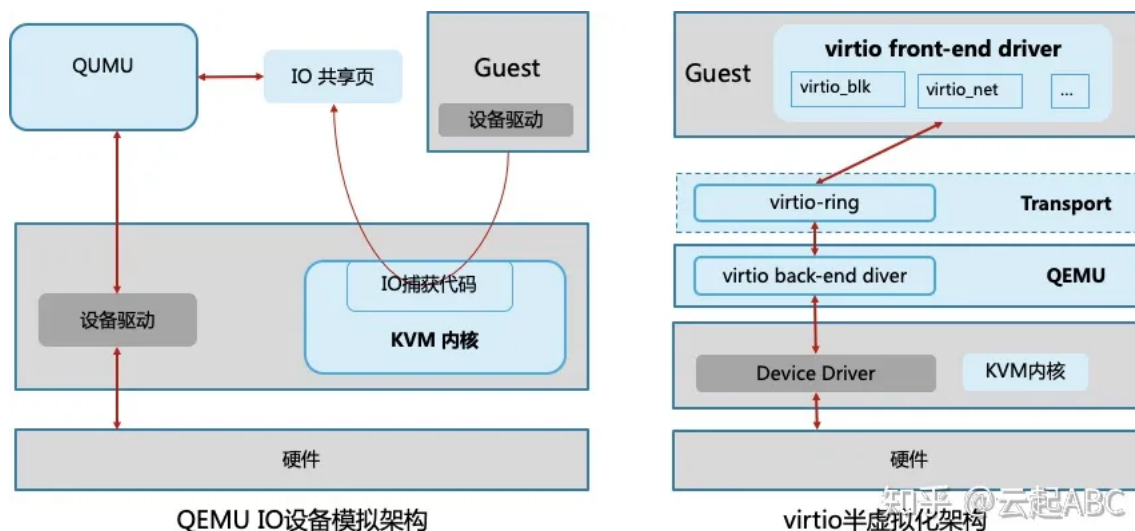 QUMU
IO 共享页
Guest
设备驱动
IO捕获代码
设备驱动
KVM 内核
硬件
QEMU IO设备模拟架构
Guest
virtio front-end driver
virtio_blk
virtio_net
...
virtio-ring
Transport
virtio back-end diver
QEMU
Device Driver
KVM内核
硬件
virtio半虚拟化架构
知乎 @云起ABC